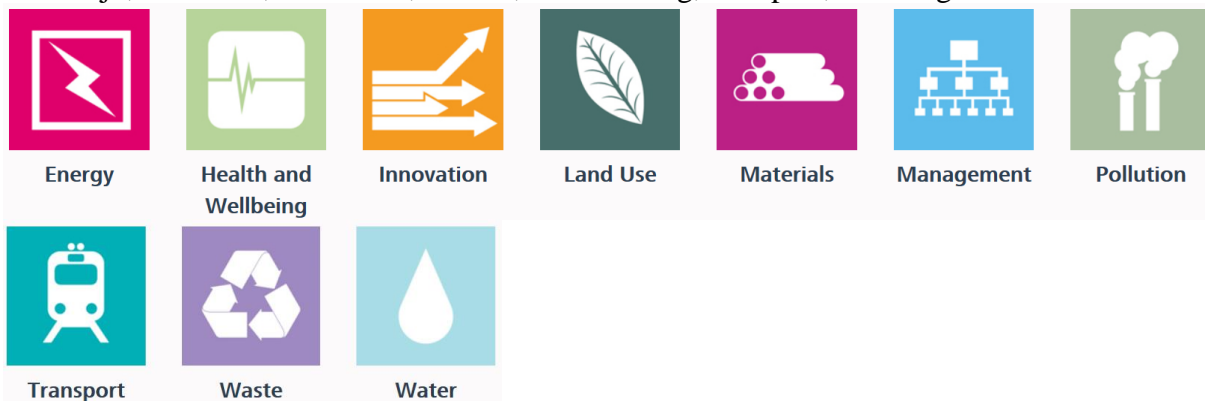 Energy
Health and
Wellbeing
Innovation
Land Use
Materials
Management
Pollution
Transport
Waste
Water